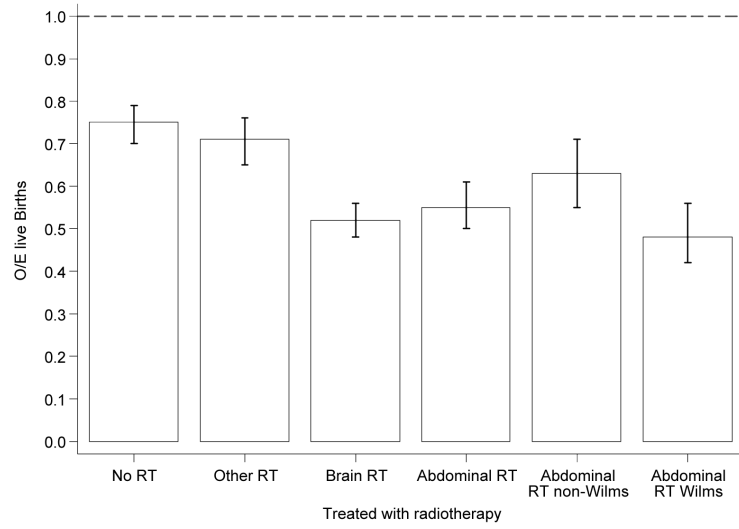 1.0
0.9
0.8
0.7
0.6
0.5
0.4
0.3
0.2
0.1
0.0
O/E live Births
No RT
Other RT
Brain RT
Abdominal RT
Abdominal
RT non-Wilms
Abdominal
RT Wilms
Treated with radiotherapy